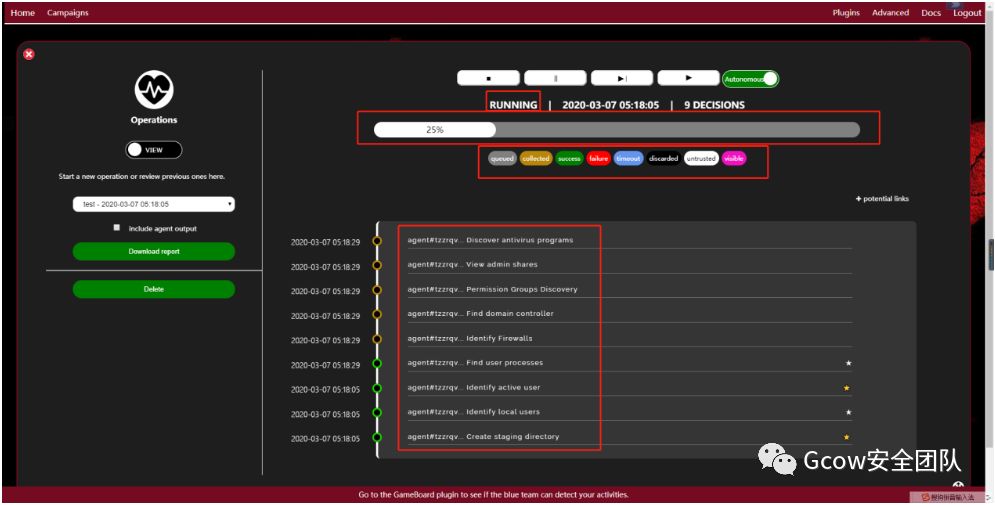 Home Campaigns Plugins Advanced Docs Logout
Operations
VIEW
Start a new operation or review previous ones here.
test - 2020-03-07 05:18:05
include agent output
Download report
Delete
Autonomous
RUNNING | 2020-03-07 05:18:05 | 9 DECISIONS
25%
queued collected success failure timeout discarded untrusted visible
+ potential links
2020-03-07 05:18:29 agent#tzzrqv... Discover antivirus programs
2020-03-07 05:18:29 agent#tzzrqv... View admin shares
2020-03-07 05:18:29 agent#tzzrqv... Permission Groups Discovery
2020-03-07 05:18:29 agent#tzzrqv... Find domain controller
2020-03-07 05:18:29 agent#tzzrqv... Identify Firewalls
2020-03-07 05:18:29 agent#tzzrqv... Find user processes
2020-03-07 05:18:05 agent#tzzrqv... Identify active user
2020-03-07 05:18:05 agent#tzzrqv... Identify local users
2020-03-07 05:18:05 agent#tzzrqv... Create staging directory
Gcow安全团队
Go to the GameBoard plugin to see if the blue team can detect your activities.
搜狗拼音输入法